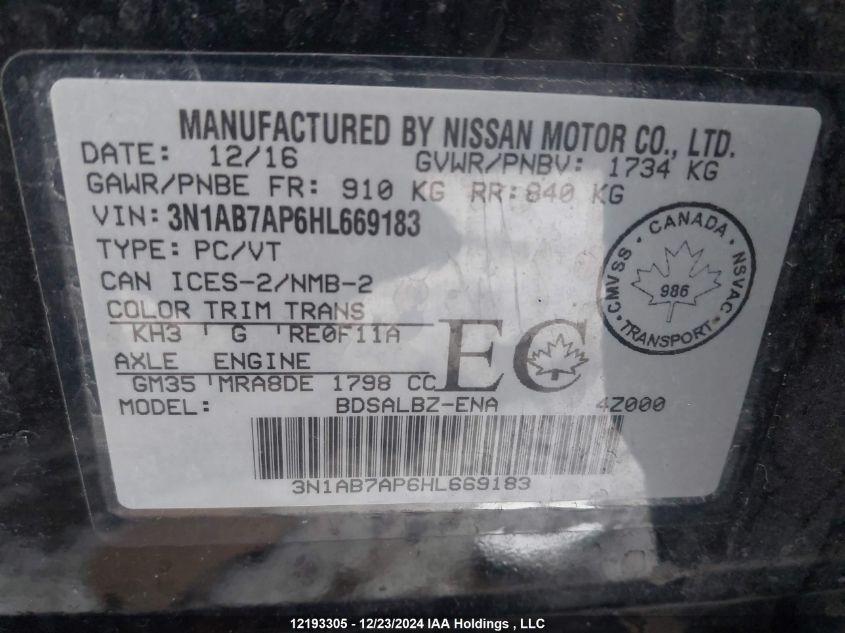 MANUFACTURED BY NISSAN MOTOR CO., LTD.
DATE: 12/16 GVWR/PNBV: 1734 KG
GAWR/PNBE FR: 910 KG RR: 840 KG
VIN: 3N1AB7AP6HL669183
TYPE: PC/VT
CAN ICES-2/NMB-2
COLOR TRIM TRANS
KH3 G RE0F11A
AXLE ENGINE
GM35 MRA8DE 1798 CC
EC
CMVSS CANADA NSVAC
986
TRANSPORT
MODEL: BDSALBZ-ENA 4Z000
3N1AB7AP6HL669183
12193305 - 12/23/2024 IAA Holdings , LLC